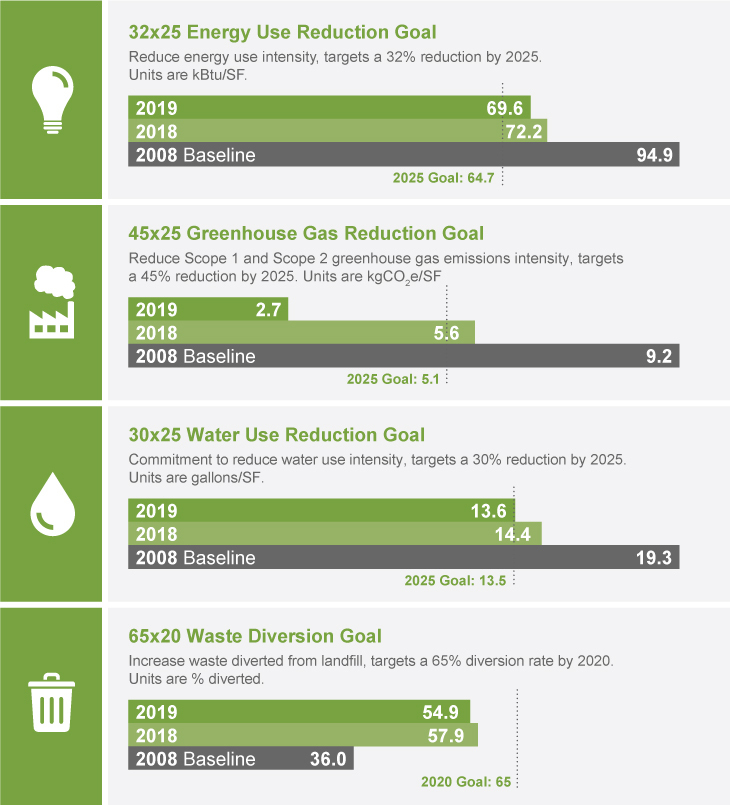 32x25 Energy Use Reduction Goal
Reduce energy use intensity, targets a 32% reduction by 2025.
Units are kBtu/SF.
2019 69.6
2018 72.2
2008 Baseline 94.9
2025 Goal: 64.7
45x25 Greenhouse Gas Reduction Goal
Reduce Scope 1 and Scope 2 greenhouse gas emissions intensity, targets
a 45% reduction by 2025. Units are kgCO₂e/SF
2019 2.7
2018 5.6
2008 Baseline 9.2
2025 Goal: 5.1
30x25 Water Use Reduction Goal
Commitment to reduce water use intensity, targets a 30% reduction by 2025.
Units are gallons/SF.
2019 13.6
2018 14.4
2008 Baseline 19.3
2025 Goal: 13.5
65x20 Waste Diversion Goal
Increase waste diverted from landfill, targets a 65% diversion rate by 2020.
Units are % diverted.
2019 54.9
2018 57.9
2008 Baseline 36.0
2020 Goal: 65